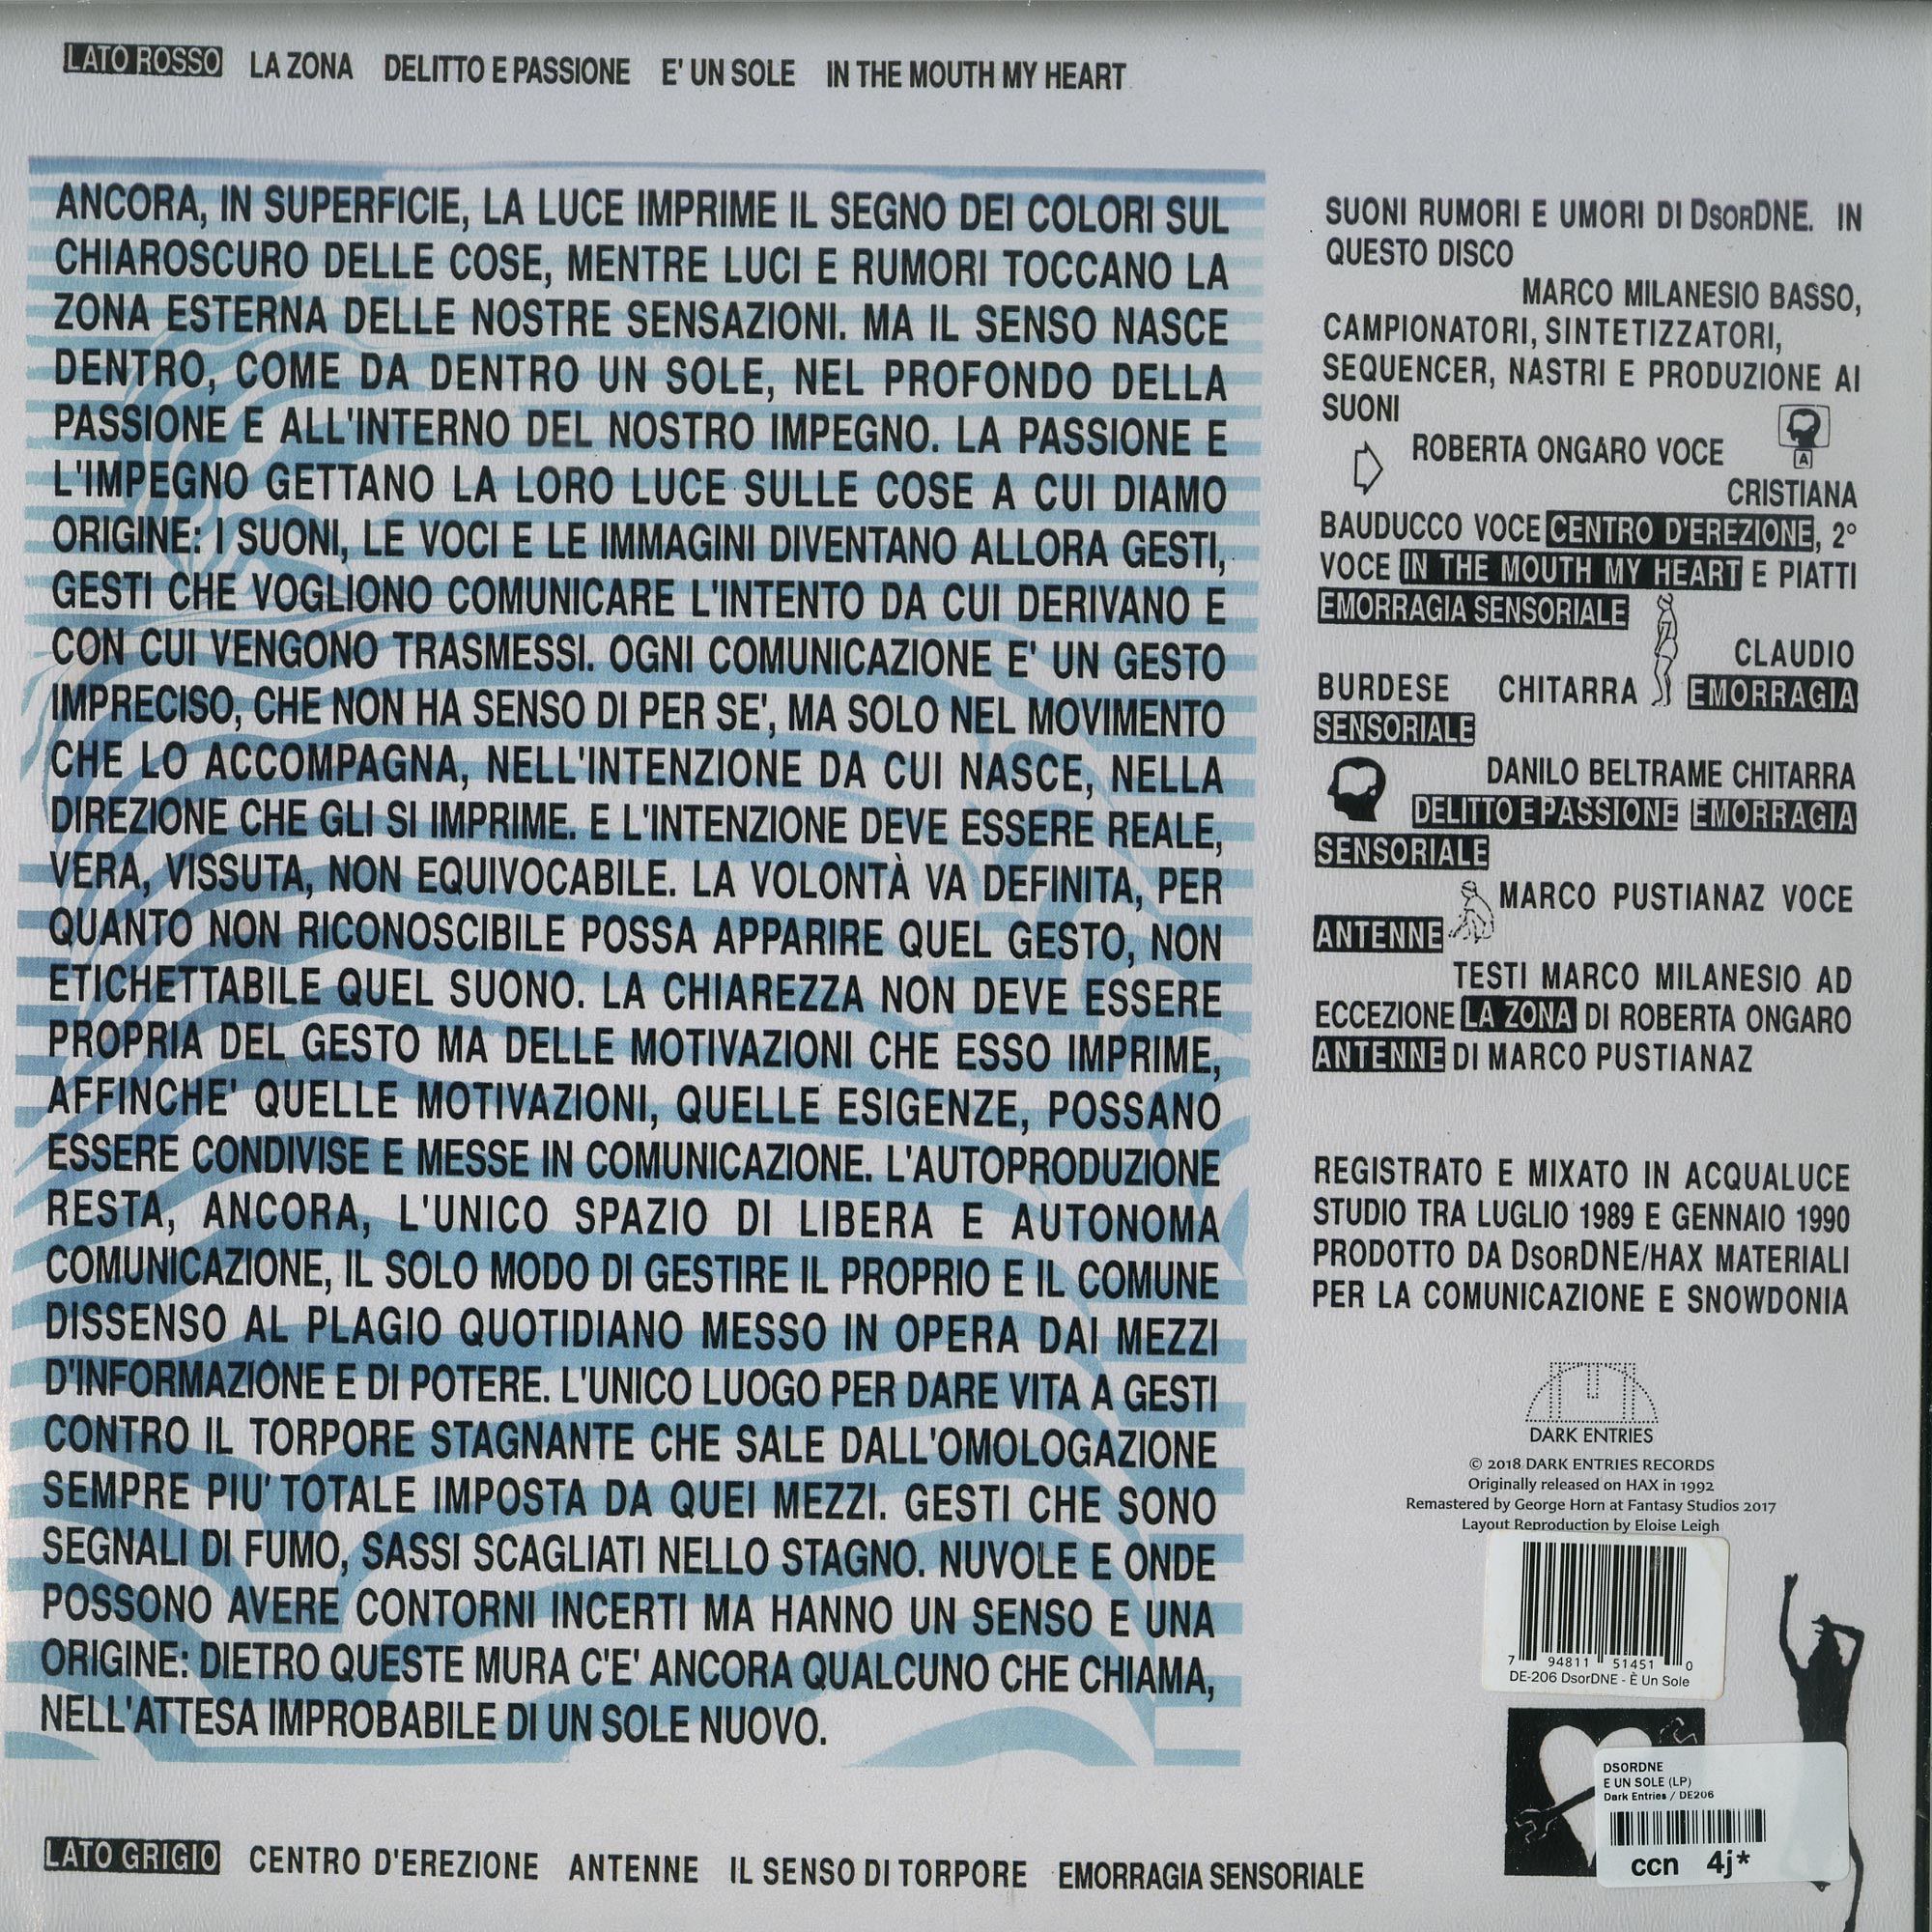 LATO ROSSO LA ZONA DELITTO E PASSIONE E' UN SOLE IN THE MOUTH MY HEART
ANCORA, IN SUPERFICIE, LA LUCE IMPRIME IL SEGNO DEI COLORI SUL
CHIAROSCURO DELLE COSE, MENTRE LUCI E RUMORI TOCCANO LA
ZONA ESTERNA DELLE NOSTRE SENSAZIONI. MA IL SENSO NASCE
DENTRO, COME DA DENTRO UN SOLE, NEL PROFONDO DELLA
PASSIONE E ALL'INTERNO DEL NOSTRO IMPEGNO. LA PASSIONE E
L'IMPEGNO GETTANO LA LORO LUCE SULLE COSE A CUI DIAMO
ORIGINE: I SUONI, LE VOCI E LE IMMAGINI DIVENTANO ALLORA GESTI,
GESTI CHE VOGLIONO COMUNICARE L'INTENTO DA CUI DERIVANO E
CON CUI VENGONO TRASMESSI. OGNI COMUNICAZIONE E' UN GESTO
IMPRECISO, CHE NON HA SENSO DI PER SE', MA SOLO NEL MOVIMENTO
CHE LO ACCOMPAGNA, NELL'INTENZIONE DA CUI NASCE, NELLA
DIREZIONE CHE GLI SI IMPRIME. E L'INTENZIONE DEVE ESSERE REALE,
VERA, VISSUTA, NON EQUIVOCABILE. LA VOLONTÀ VA DEFINITA, PER
QUANTO NON RICONOSCIBILE POSSA APPARIRE QUEL GESTO, NON
ETICHETTABILE QUEL SUONO. LA CHIAREZZA NON DEVE ESSERE
PROPRIA DEL GESTO MA DELLE MOTIVAZIONI CHE ESSO IMPRIME,
AFFINCHE' QUELLE MOTIVAZIONI, QUELLE ESIGENZE, POSSANO
ESSERE CONDIVISE E MESSE IN COMUNICAZIONE. L'AUTOPRODUZIONE
RESTA, ANCORA, L'UNICO SPAZIO DI LIBERA E AUTONOMA
COMUNICAZIONE, IL SOLO MODO DI GESTIRE IL PROPRIO E IL COMUNE
DISSENSO AL PLAGIO QUOTIDIANO MESSO IN OPERA DAI MEZZI
D'INFORMAZIONE E DI POTERE. L'UNICO LUOGO PER DARE VITA A GESTI
CONTRO IL TORPORE STAGNANTE CHE SALE DALL'OMOLOGAZIONE
SEMPRE PIU' TOTALE IMPOSTA DA QUEI MEZZI. GESTI CHE SONO
SEGNALI DI FUMO, SASSI SCAGLIATI NELLO STAGNO. NUVOLE E ONDE
POSSONO AVERE CONTORNI INCERTI MA HANNO UN SENSO E UNA
ORIGINE: DIETRO QUESTE MURA C'E' ANCORA QUALCUNO CHE CHIAMA,
NELL'ATTESA IMPROBABILE DI UN SOLE NUOVO.
SUONI RUMORI E UMORI DI DsorDNE. IN
QUESTO DISCO
MARCO MILANESIO BASSO,
CAMPIONATORI, SINTETIZZATORI,
SEQUENCER, NASTRI E PRODUZIONE AI
SUONI
ROBERTA ONGARO VOCE
A
CRISTIANA
BAUDUCCO VOCE CENTRO D'EREZIONE, 2°
VOCE IN THE MOUTH MY HEART E PIATTI
EMORRAGIA SENSORIALE
CLAUDIO
BURDESE CHITARRA EMORRAGIA
SENSORIALE
DANILO BELTRAME CHITARRA
DELITTO E PASSIONE EMORRAGIA
SENSORIALE
MARCO PUSTIANAZ VOCE
ANTENNE
TESTI MARCO MILANESIO AD
ECCEZIONE LA ZONA DI ROBERTA ONGARO
ANTENNE DI MARCO PUSTIANAZ
REGISTRATO E MIXATO IN ACQUALUCE
STUDIO TRA LUGLIO 1989 E GENNAIO 1990
PRODOTTO DA DsorDNE/HAX MATERIALI
PER LA COMUNICAZIONE E SNOWDONIA
DARK ENTRIES
© 2018 DARK ENTRIES RECORDS
Originally released on HAX in 1992
Remastered by George Horn at Fantasy Studios 2017
Layout Reproduction by Eloise Leigh
7 94811 51451 0
DE-206 DsorDNE - È Un Sole
DSORDNE
E UN SOLE (LP)
Dark Entries / DE206
ccn 4j*
LATO GRIGIO CENTRO D'EREZIONE ANTENNE IL SENSO DI TORPORE EMORRAGIA SENSORIALE